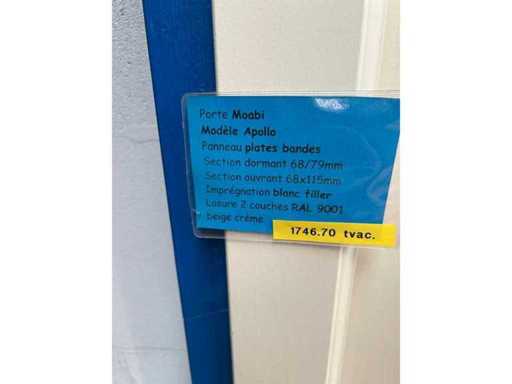 Porte Moabi
Modèle Apollo
Panneau plates bandes
Section dormant 68/79mm
Section ouvrant 68x115mm
Imprégnation blanc filler
Lasure 2 couches RAL 9001
beige crème
1746.70 tvac.